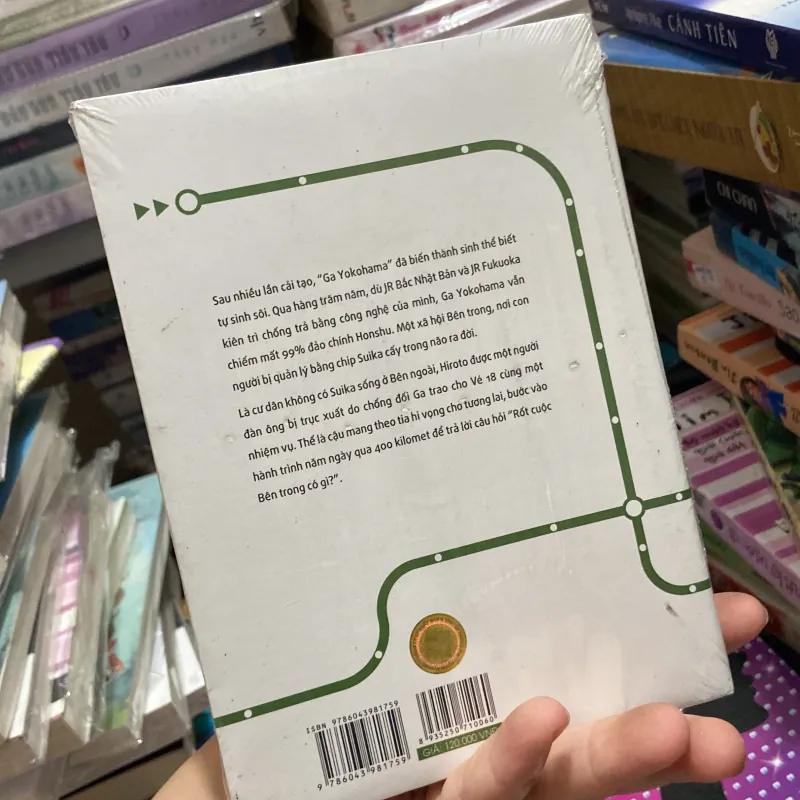 CÁNH TIÊN
Sau nhiều lần cải tạo, “Ga Yokohama” đã biến thành sinh thể biết
tự sinh sôi. Qua hàng trăm năm, dù JR Bắc Nhật Bản và JR Fukuoka
kiên trì chống trả bằng công nghệ của mình, Ga Yokohama vẫn
chiếm mất 99% đảo chính Honshu. Một xã hội Bên trong, nơi con
người bị quản lý bằng chip Suika cấy trong não ra đời.
Là cư dân không có Suika sống ở Bên ngoài, Hiroto được một người
đàn ông bị trục xuất do chống đối Ga trao cho Vé 18 cùng một
nhiệm vụ. Thế là cậu mang theo tia hi vọng cho tương lai, bước vào
hành trình năm ngày qua 400 kilomet để trả lời câu hỏi “Rốt cuộc
Bên trong có gì?”.
ISBN 9786043981759
9 786043 981759
8 935250 710060
GIÁ: 120.000 VNĐ